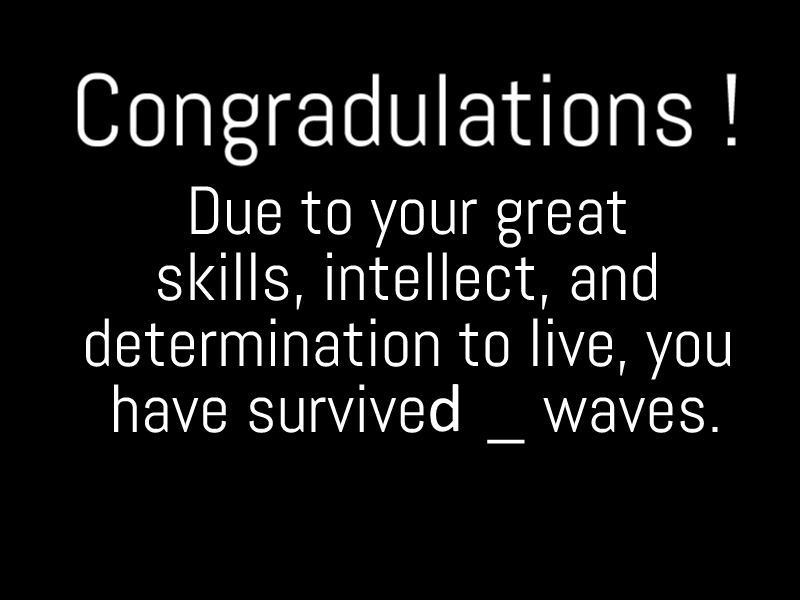 Congradulations !
Due to your great
skills, intellect, and
determination to live, you
have survived _ waves.